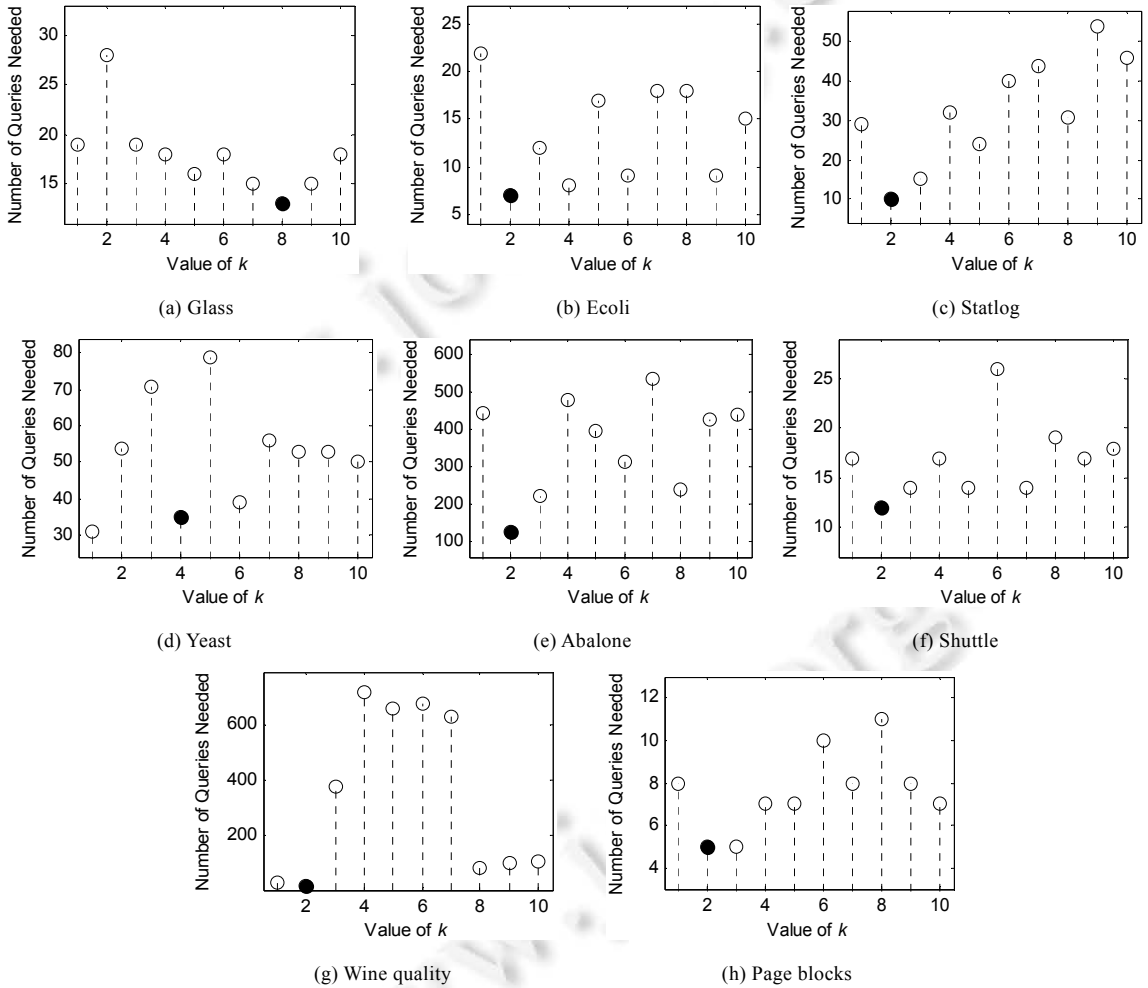 Number of Queries Needed
30
25
20
15
2 4 6 8 10
Value of k
(a) Glass
Number of Queries Needed
25
20
15
10
5
2 4 6 8 10
Value of k
(b) Ecoli
Number of Queries Needed
50
40
30
20
10
2 4 6 8 10
Value of k
(c) Statlog
Number of Queries Needed
80
70
60
50
40
30
2 4 6 8 10
Value of k
(d) Yeast
Number of Queries Needed
600
500
400
300
200
100
2 4 6 8 10
Value of k
(e) Abalone
Number of Queries Needed
25
20
15
10
2 4 6 8 10
Value of k
(f) Shuttle
Number of Queries Needed
600
400
200
2 4 6 8 10
Value of k
(g) Wine quality
Number of Queries Needed
12
10
8
6
4
2 4 6 8 10
Value of k
(h) Page blocks